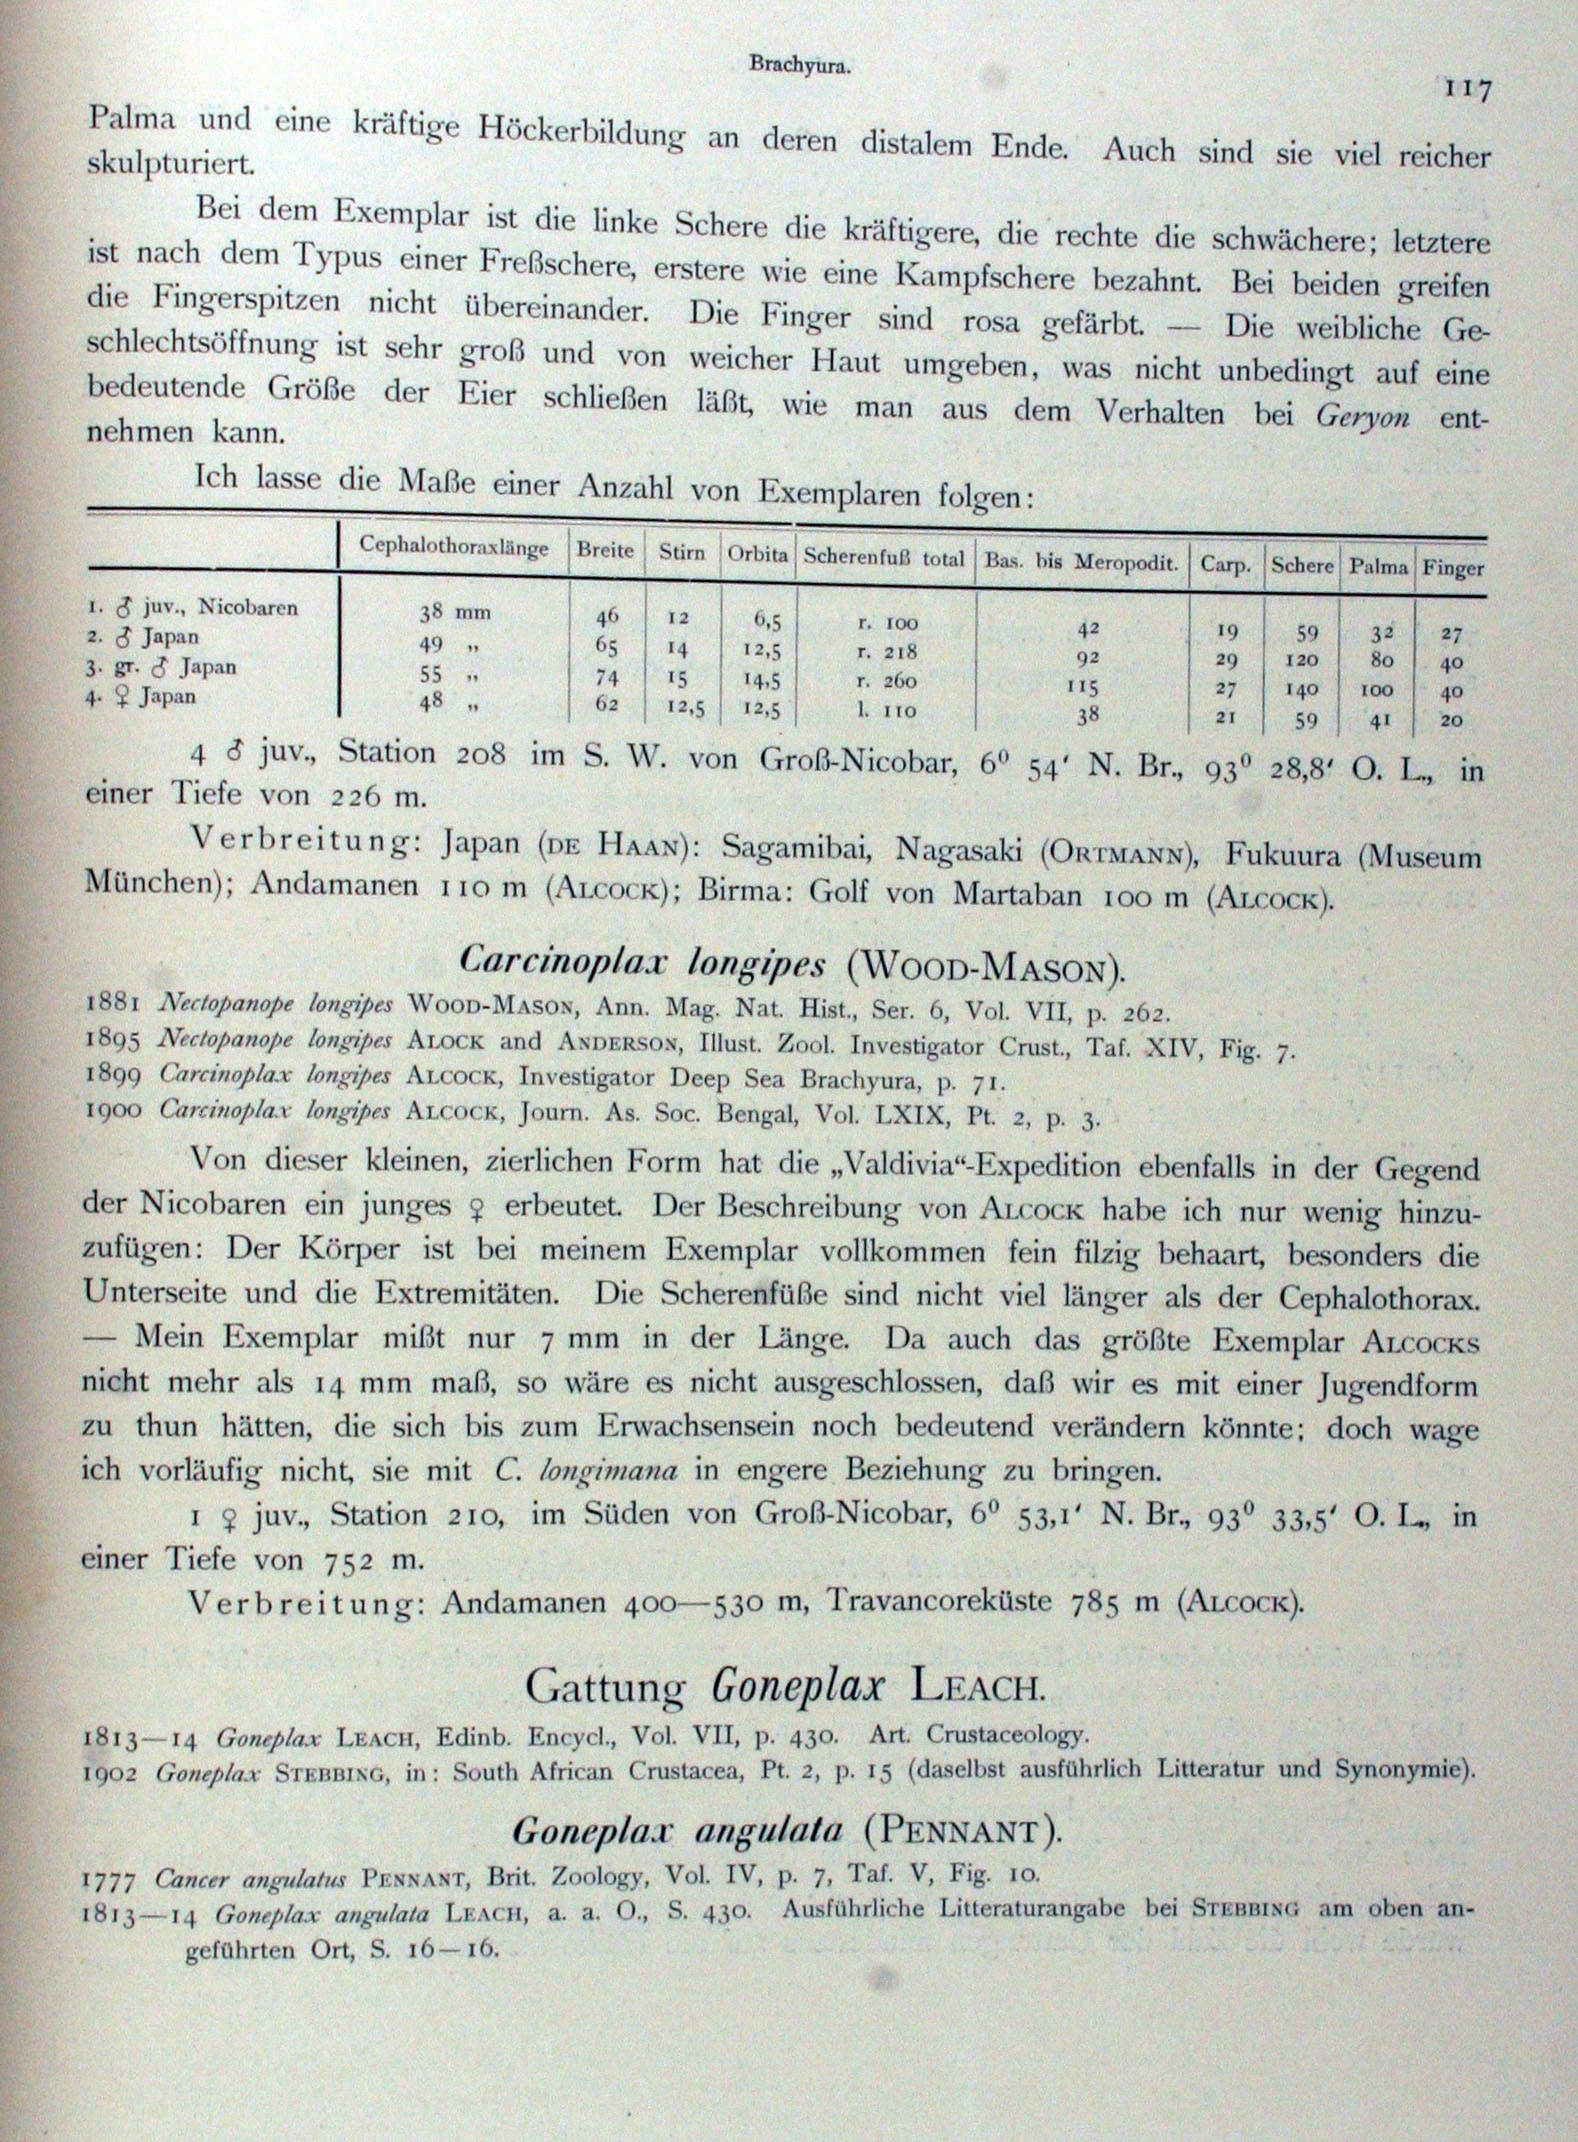 Brachyura.
117
Palma und eine kräftige Höckerbildung an deren distalem Ende. Auch sind sie viel reicher
skulpturiert.
Bei dem Exemplar ist die linke Schere die kräftigere, die rechte die schwächere; letztere
ist nach dem Typus einer Freßschere, erstere wie eine Kampfschere bezahnt. Bei beiden greifen
die Fingerspitzen nicht übereinander. Die Finger sind rosa gefärbt. — Die weibliche Ge-
schlechtsöffnung ist sehr groß und von weicher Haut umgeben, was nicht unbedingt auf eine
bedeutende Größe der Eier schließen läßt, wie man aus dem Verhalten bei Geryon ent-
nehmen kann.
Ich lasse die Maße einer Anzahl von Exemplaren folgen:
Cephalothoraxlänge Breite Stirn Orbita Scherenfuß total Bas. bis Meropodit. Carp. Schere Palma Finger
1. ♂ juv., Nicobaren 38 mm 46 12 6,5 r. 100 42 19 59 32 27
2. ♂ Japan 49 „ 65 14 12,5 r. 218 92 29 120 80 40
3. gr. ♂ Japan 55 „ 74 15 14,5 r. 260 115 27 140 100 40
4. ♀ Japan 48 „ 62 12,5 12,5 l. 110 38 21 59 41 20
4 ♂ juv., Station 208 im S. W. von Groß-Nicobar, 6⁰ 54′ N. Br., 93⁰ 28,8′ O. L., in
einer Tiefe von 226 m.
Verbreitung: Japan (DE HAAN): Sagamibai, Nagasaki (ORTMANN), Fukuura (Museum
München); Andamanen 110 m (ALCOCK); Birma: Golf von Martaban 100 m (ALCOCK).
Carcinoplax longipes (WOOD-MASON).
1881 Nectopanope longipes WOOD-MASON, Ann. Mag. Nat. Hist., Ser. 6, Vol. VII, p. 262.
1895 Nectopanope longipes ALOCK and ANDERSON, Illust. Zool. Investigator Crust., Taf. XIV, Fig. 7.
1899 Carcinoplax longipes ALCOCK, Investigator Deep Sea Brachyura, p. 71.
1900 Carcinoplax longipes ALCOCK, Journ. As. Soc. Bengal, Vol. LXIX, Pt. 2, p. 3.
Von dieser kleinen, zierlichen Form hat die „Valdivia“-Expedition ebenfalls in der Gegend
der Nicobaren ein junges ♀ erbeutet. Der Beschreibung von ALCOCK habe ich nur wenig hinzu-
zufügen: Der Körper ist bei meinem Exemplar vollkommen fein filzig behaart, besonders die
Unterseite und die Extremitäten. Die Scherenfüße sind nicht viel länger als der Cephalothorax.
— Mein Exemplar mißt nur 7 mm in der Länge. Da auch das größte Exemplar ALCOCKS
nicht mehr als 14 mm maß, so wäre es nicht ausgeschlossen, daß wir es mit einer Jugendform
zu thun hätten, die sich bis zum Erwachsensein noch bedeutend verändern könnte; doch wage
ich vorläufig nicht, sie mit C. longimana in engere Beziehung zu bringen.
1 ♀ juv., Station 210, im Süden von Groß-Nicobar, 6⁰ 53,1′ N. Br., 93⁰ 33,5′ O. L., in
einer Tiefe von 752 m.
Verbreitung: Andamanen 400—530 m, Travancoreküste 785 m (ALCOCK).
Gattung Goneplax LEACH.
1813—14 Goneplax LEACH, Edinb. Encycl., Vol. VII, p. 430. Art. Crustaceology.
1902 Goneplax STEBBING, in: South African Crustacea, Pt. 2, p. 15 (daselbst ausführlich Litteratur und Synonymie).
Goneplax angulata (PENNANT).
1777 Cancer angulatus PENNANT, Brit. Zoology, Vol. IV, p. 7, Taf. V, Fig. 10.
1813—14 Goneplax angulata LEACH, a. a. O., S. 430. Ausführliche Litteraturangabe bei STEBBING am oben an-
geführten Ort, S. 16—16.